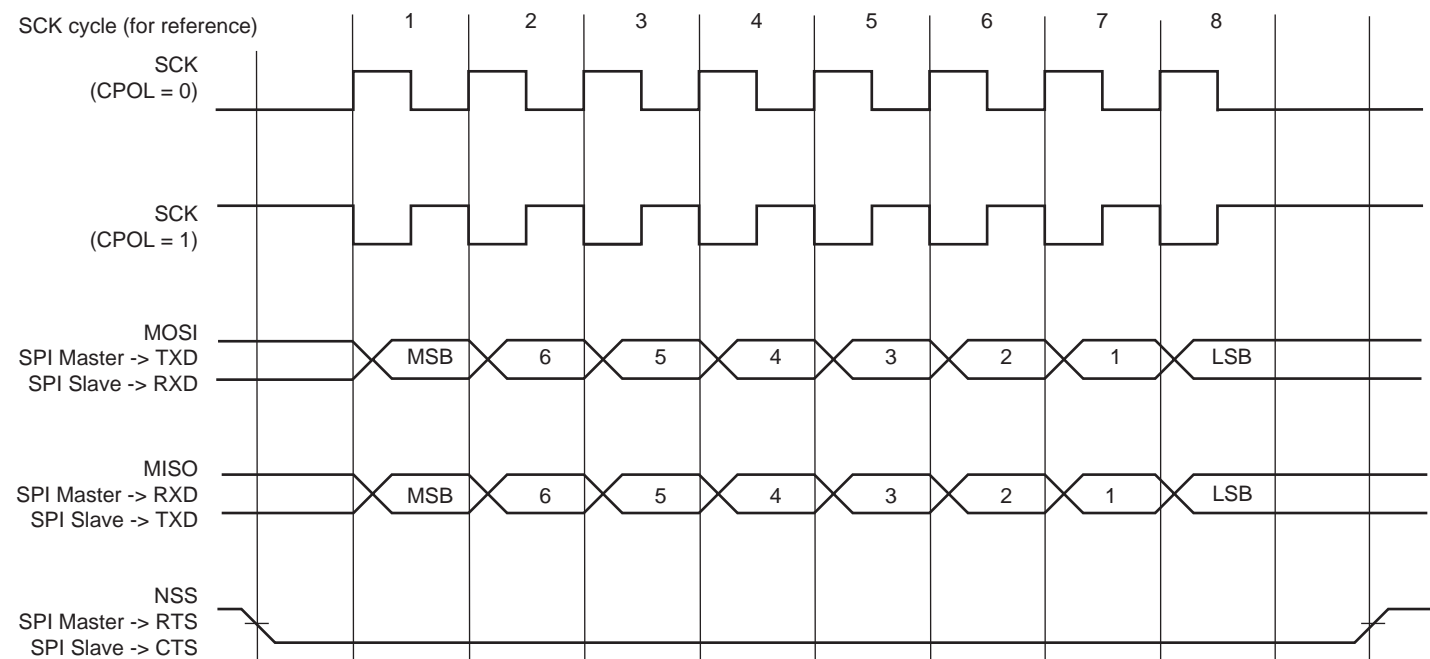 SCK cycle (for reference) 1 2 3 4 5 6 7 8
SCK
(CPOL = 0)
SCK
(CPOL = 1)
MOSI
SPI Master -> TXD
SPI Slave -> RXD
MSB 6 5 4 3 2 1 LSB
MISO
SPI Master -> RXD
SPI Slave -> TXD
MSB 6 5 4 3 2 1 LSB
NSS
SPI Master -> RTS
SPI Slave -> CTS